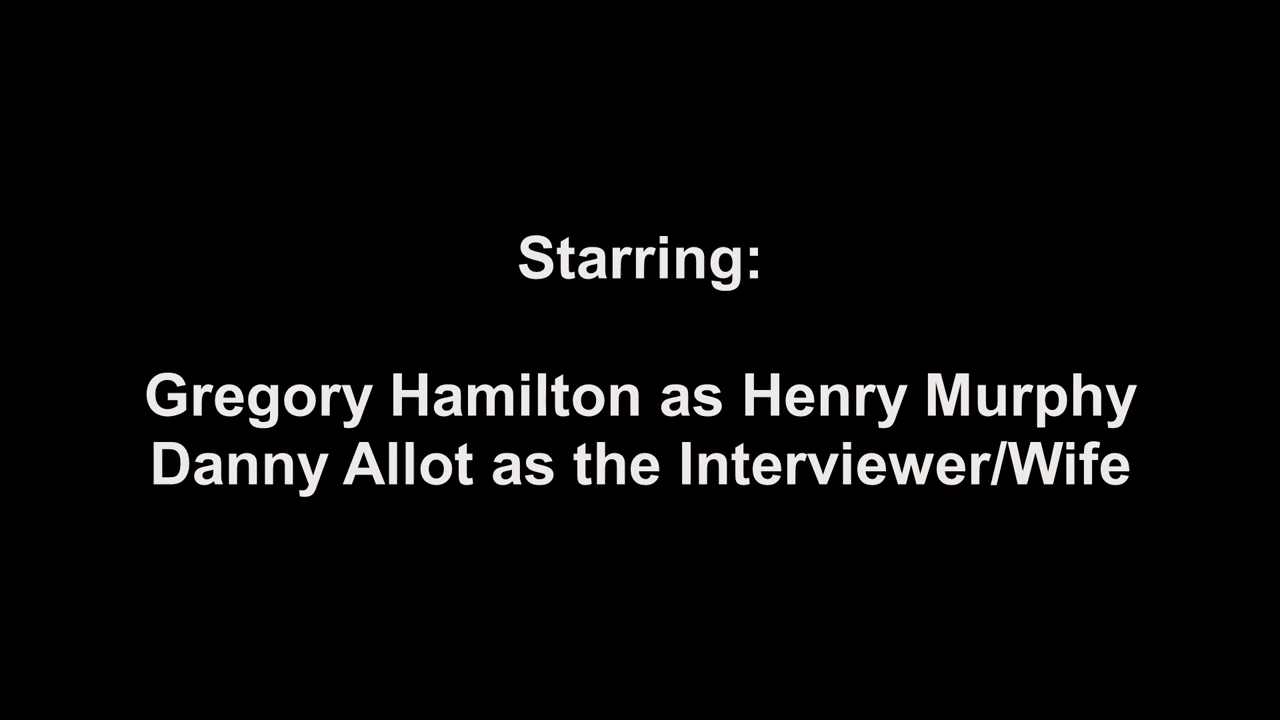 Starring:
Gregory Hamilton as Henry Murphy
Danny Allot as the Interviewer/Wife